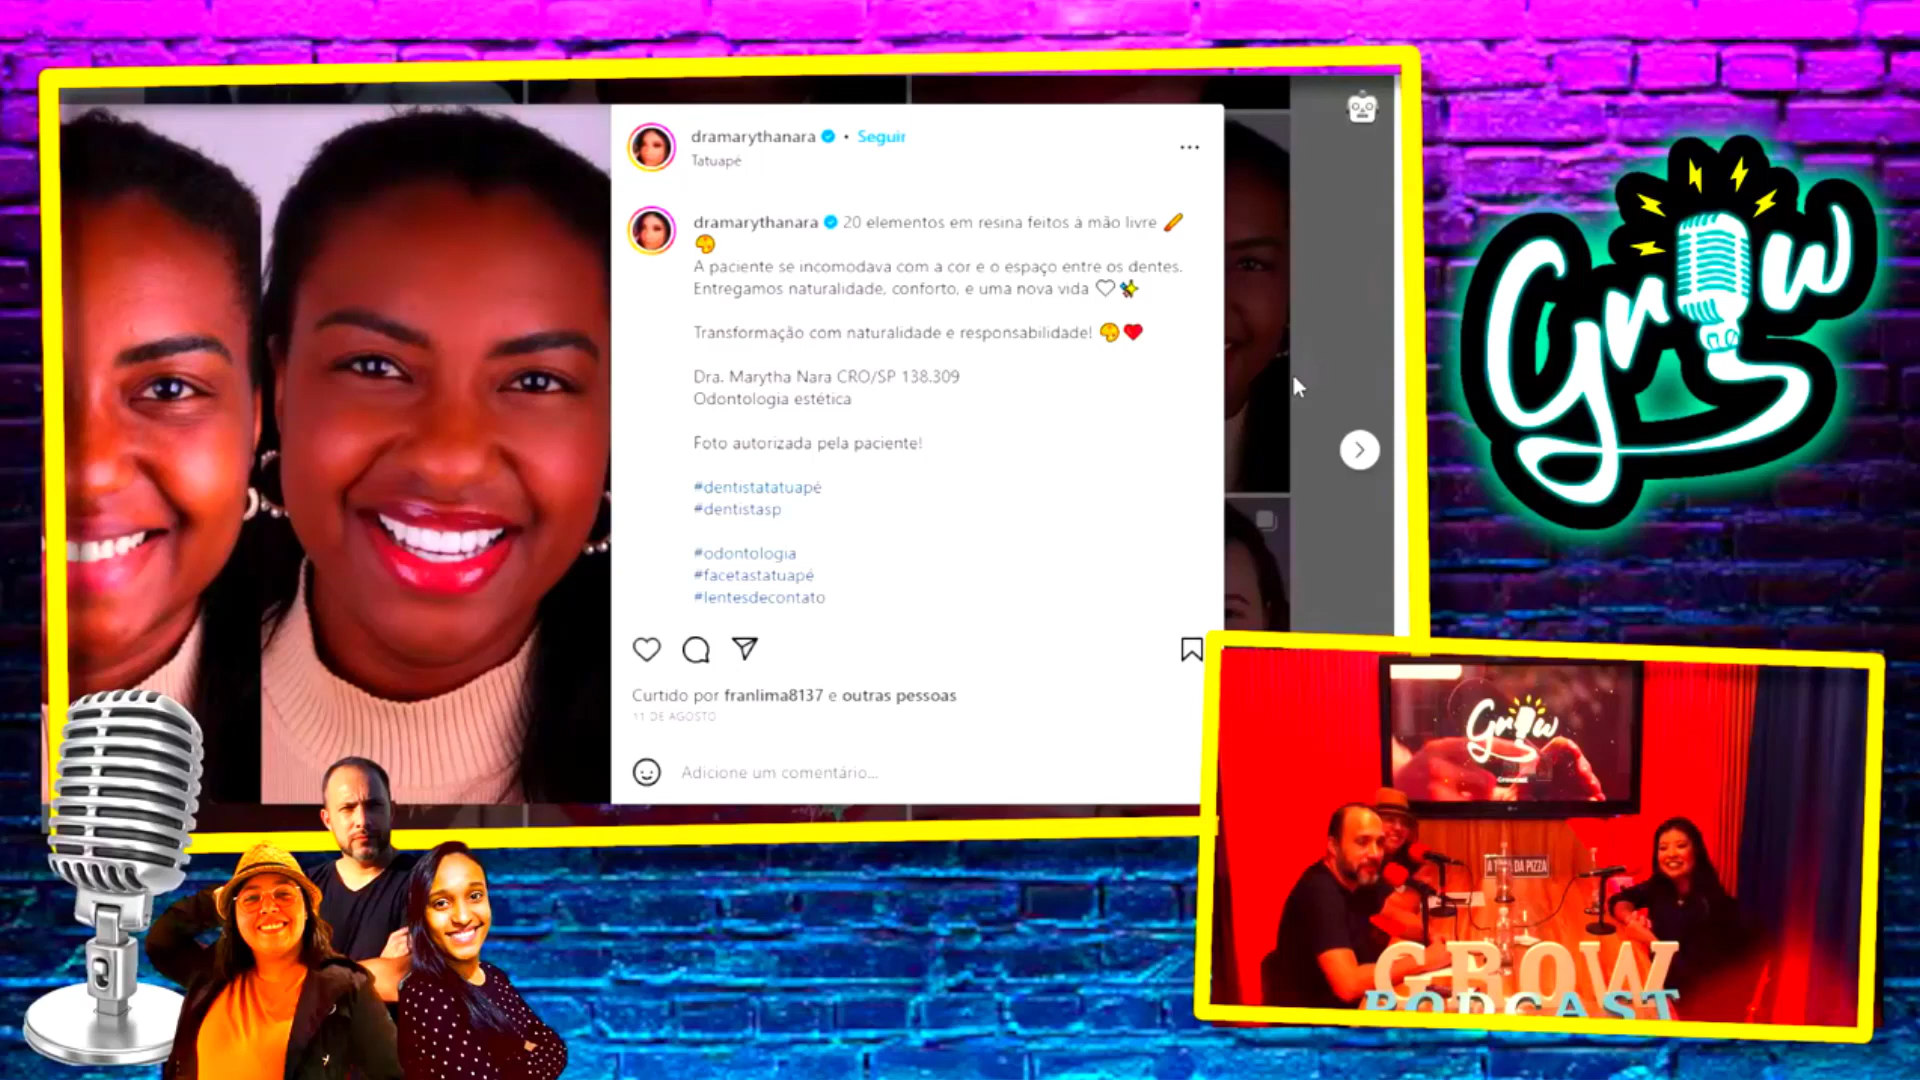 dramarythanara • Seguir
Tatuapé
dramarythanara 20 elementos em resina feitos à mão livre
A paciente se incomodava com a cor e o espaço entre os dentes.
Entregamos naturalidade, conforto, e uma nova vida
Transformação com naturalidade e responsabilidade!
Dra. Marytha Nara CRO/SP 138.309
Odontologia estética
Foto autorizada pela paciente!
#dentistatatuapé
#dentistasp
#odontologia
#facetastatuapé
#lentesdecontato
Curtido por franlima8137 e outras pessoas
11 DE AGOSTO
Adicione um comentário...
Grow
Grow
DA PIZZA
GROW
PODCAST